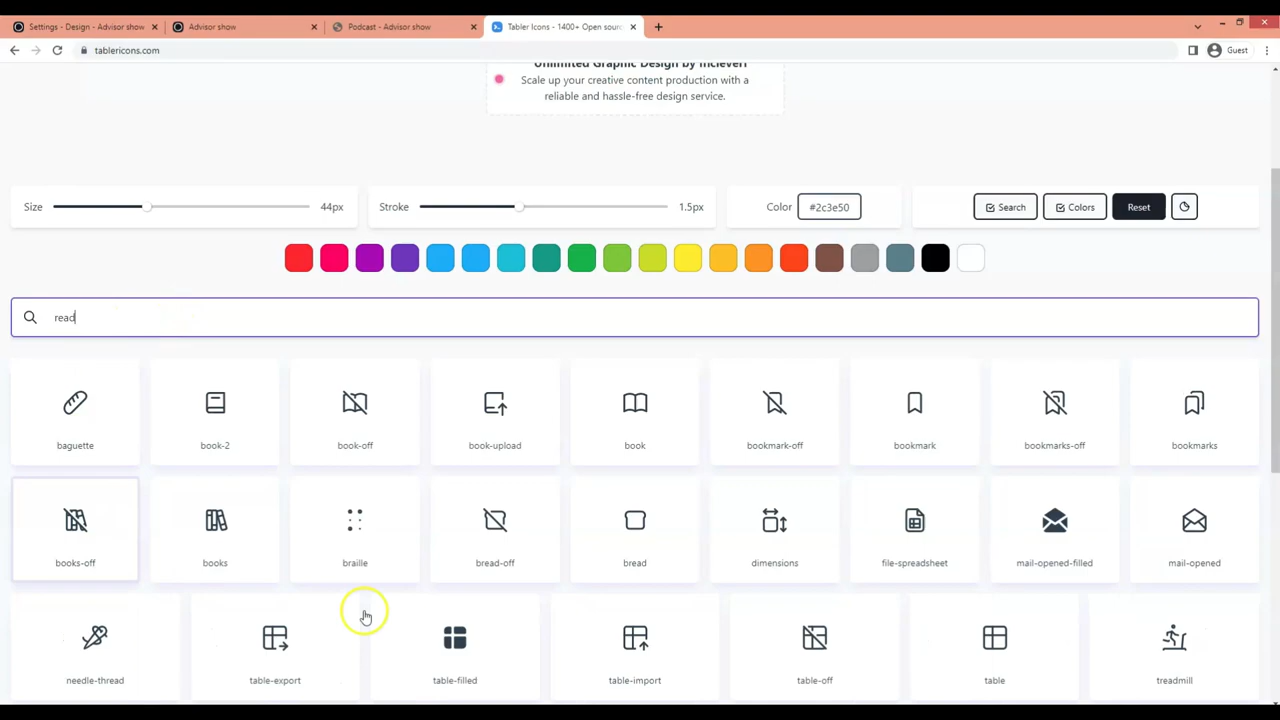 Settings - Design - Advisor show
Advisor show
Podcast - Advisor show
Tabler Icons - 1400+ Open sour
tablericons.com
Guest
Unlimited Graphic Design by Inclever!
Scale up your creative content production with a
reliable and hassle-free design service.
Size
44px
Stroke
1.5px
Color
#2c3e50
Search
Colors
Reset
read
baguette
book-2
book-off
book-upload
book
bookmark-off
bookmark
bookmarks-off
bookmarks
books-off
books
braille
bread-off
bread
dimensions
file-spreadsheet
mail-opened-filled
mail-opened
needle-thread
table-export
table-filled
table-import
table-off
table
treadmill